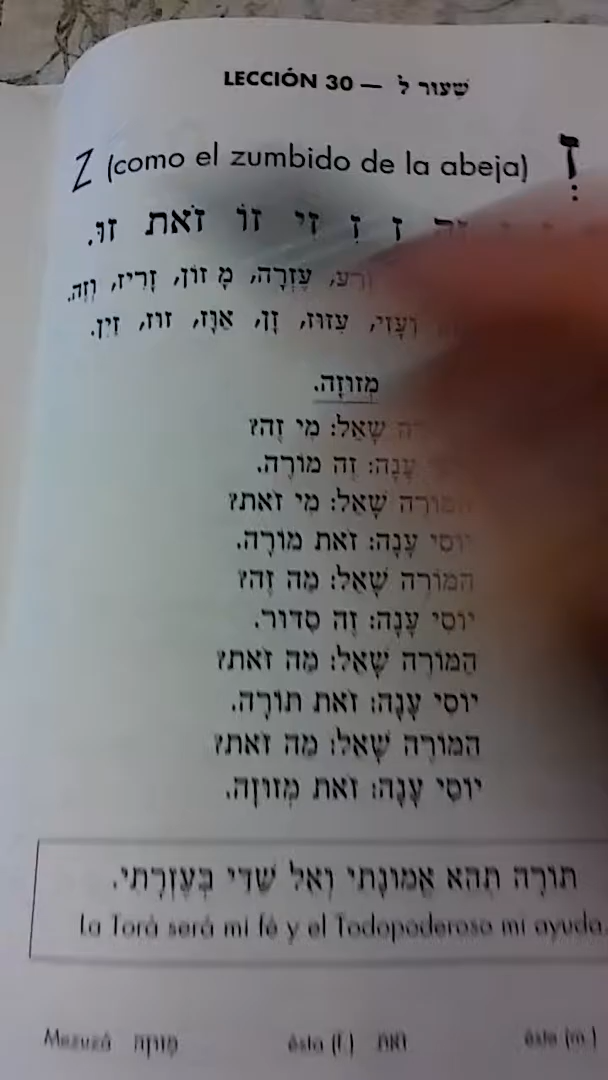 LECCIÓN 30 — שִׁעוּר ל
Z (como el zumbido de la abeja) זְ
ז זִ זִי זוֹ זֹאת זוּ.
עֶזְרָה, מָזוֹן, זָרִיז, וְזֶה.
עִזּוּז, זָן, אַוָּז, זוּז, זַיִן.
מְזוּזָה.
שָׁאַל: מִי זֶה?
עָנָה: זֶה מוֹרֶה.
הַמּוֹרֶה שָׁאַל: מִי זֹאת?
יוֹסִי עָנָה: זֹאת מוֹרָה.
הַמּוֹרֶה שָׁאַל: מַה זֶּה?
יוֹסִי עָנָה: זֶה סִדּוּר.
הַמּוֹרֶה שָׁאַל: מַה זֹאת?
יוֹסִי עָנָה: זֹאת תּוֹרָה.
הַמּוֹרֶה שָׁאַל: מַה זֹאת?
יוֹסִי עָנָה: זֹאת מְזוּזָה.
תּוֹרָה תְּהֵא אֱמוּנָתִי וְאֵל שַׁדַּי בְּעֶזְרָתִי.
La Torá será mi fé y el Todopoderoso mi ayuda.
Mezuzá מְזוּזָה ésta (f.) זֹאת éste (m.)